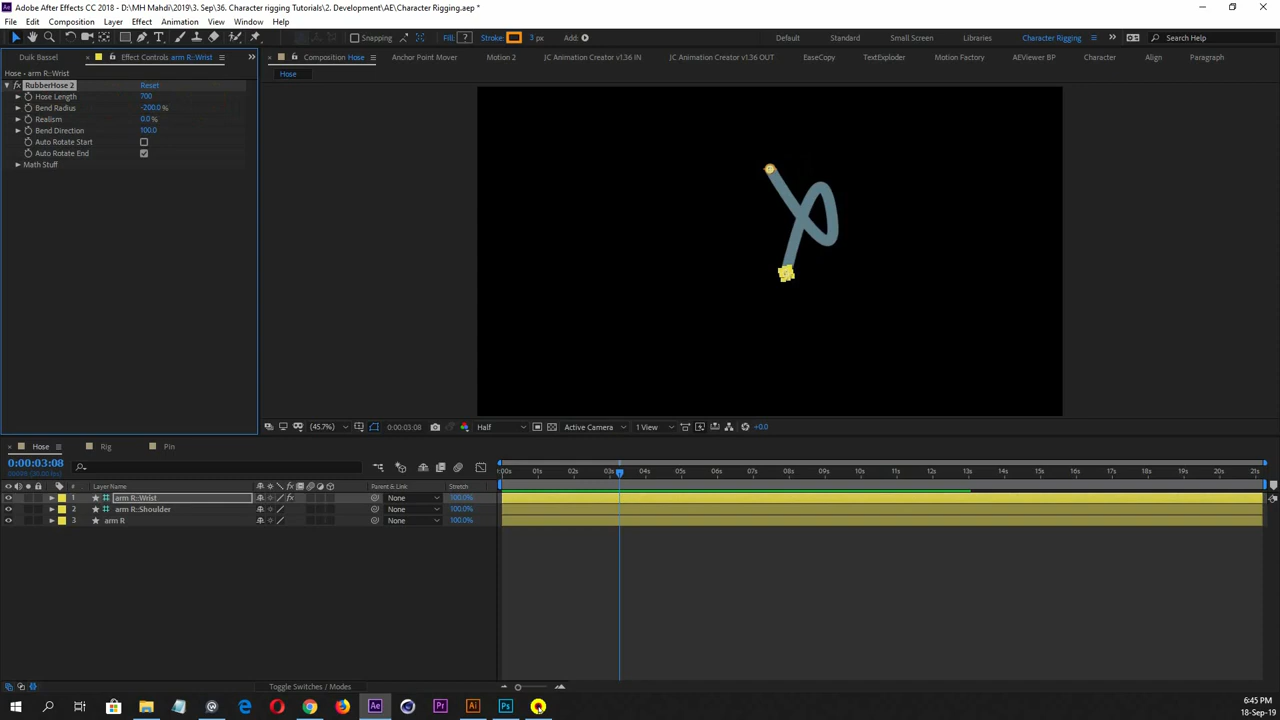 Adobe After Effects CC 2018 - D:\MH Mahdi\2019\3. Sep\36. Character rigging Tutorials\2. Development\AE\Character Rigging.aep *
File Edit Composition Layer Effect Animation View Window Help
Snapping Fill: ? Stroke: 3 px Add: Default Standard Small Screen Libraries Character Rigging Search Help
Duik Bassel Effect Controls arm R::Wrist Composition Hose Anchor Point Mover Motion 2 JC Animation Creator v1.36 IN JC Animation Creator v1.36 OUT EaseCopy TextExploder Motion Factory AEViewer BP Character Align Paragraph
Hose • arm R::Wrist
Hose
fx RubberHose 2 Reset
Hose Length 700
Bend Radius -200.0 %
Realism 0.0 %
Bend Direction 100.0
Auto Rotate Start
Auto Rotate End
Math Stuff
(45.7%) 0:00:03:08 Half Active Camera 1 View +0.0
Hose Rig Pin
0:00:03:08
:00s 01s 02s 03s 04s 05s 06s 07s 08s 09s 10s 11s 12s 13s 14s 15s 16s 17s 18s 19s 20s 21s
# Layer Name Parent & Link Stretch
1 arm R::Wrist None 100.0%
2 arm R::Shoulder None 100.0%
3 arm R None 100.0%
Toggle Switches / Modes
Ae Pr Ai Ps
6:45 PM
18-Sep-19